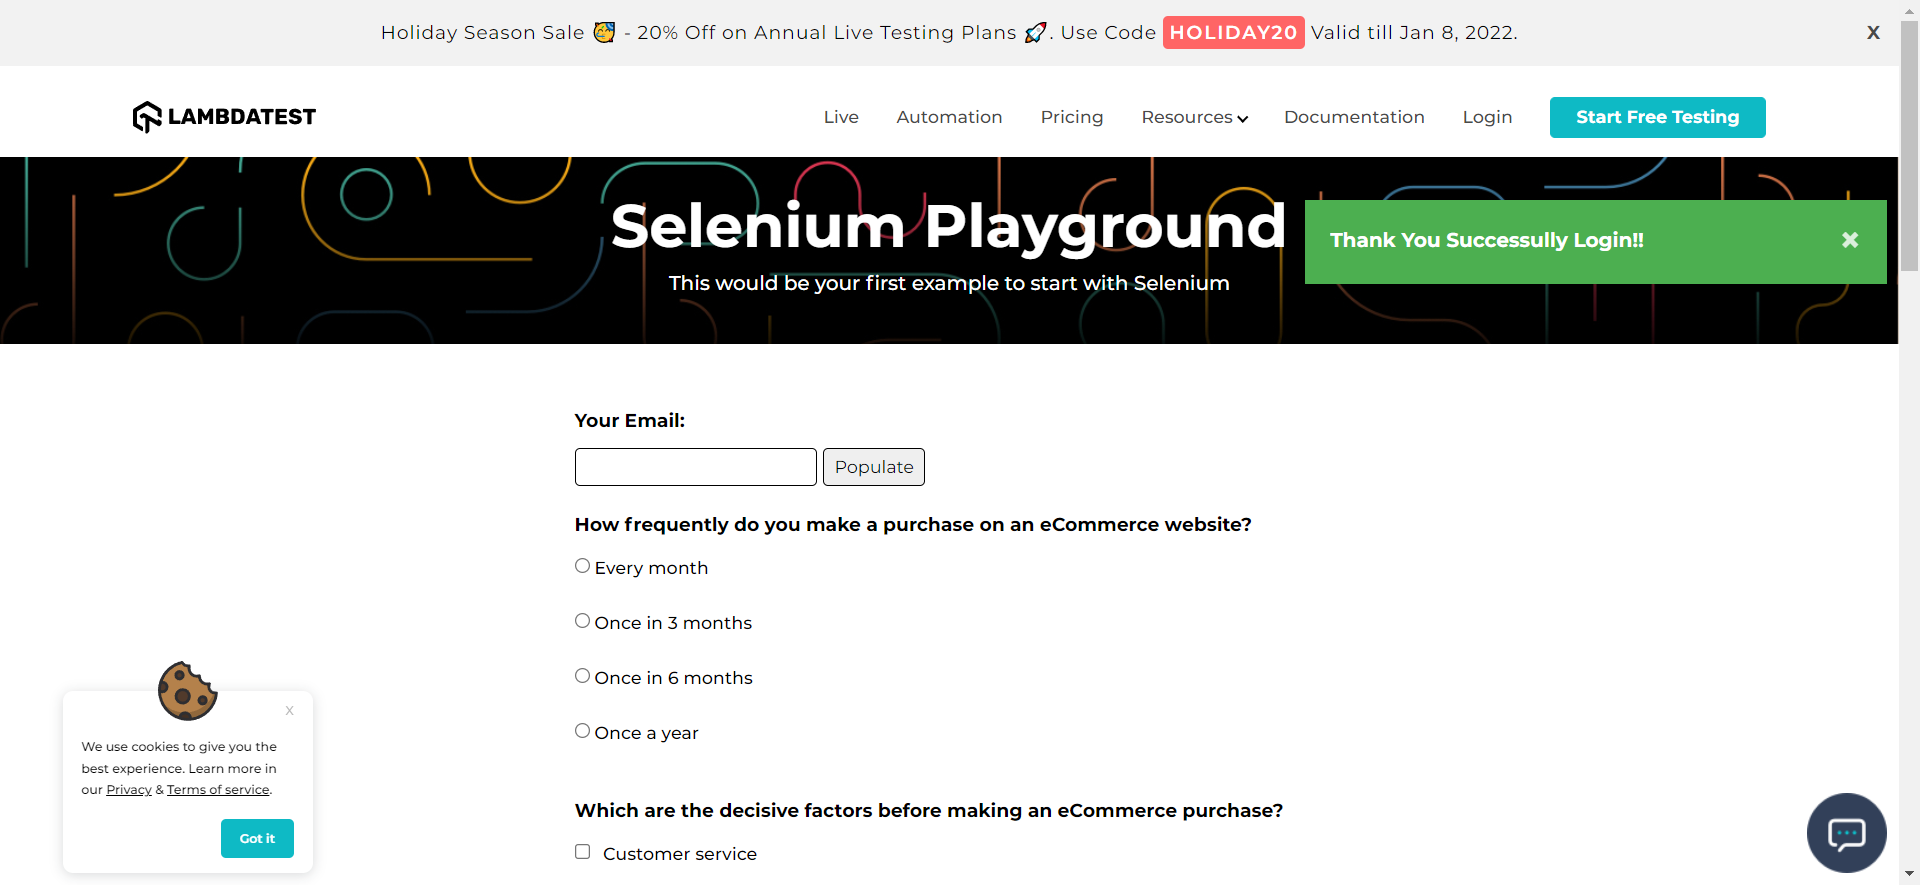 Holiday Season Sale 🥳 - 20% Off on Annual Live Testing Plans 🚀. Use Code HOLIDAY20 Valid till Jan 8, 2022.
X
LAMBDATEST
Live Automation Pricing Resources Documentation Login Start Free Testing
Selenium Playground
This would be your first example to start with Selenium
Thank You Successully Login!!
Your Email:
Populate
How frequently do you make a purchase on an eCommerce website?
Every month
Once in 3 months
Once in 6 months
Once a year
Which are the decisive factors before making an eCommerce purchase?
Customer service
X
We use cookies to give you the
best experience. Learn more in
our Privacy & Terms of service.
Got it